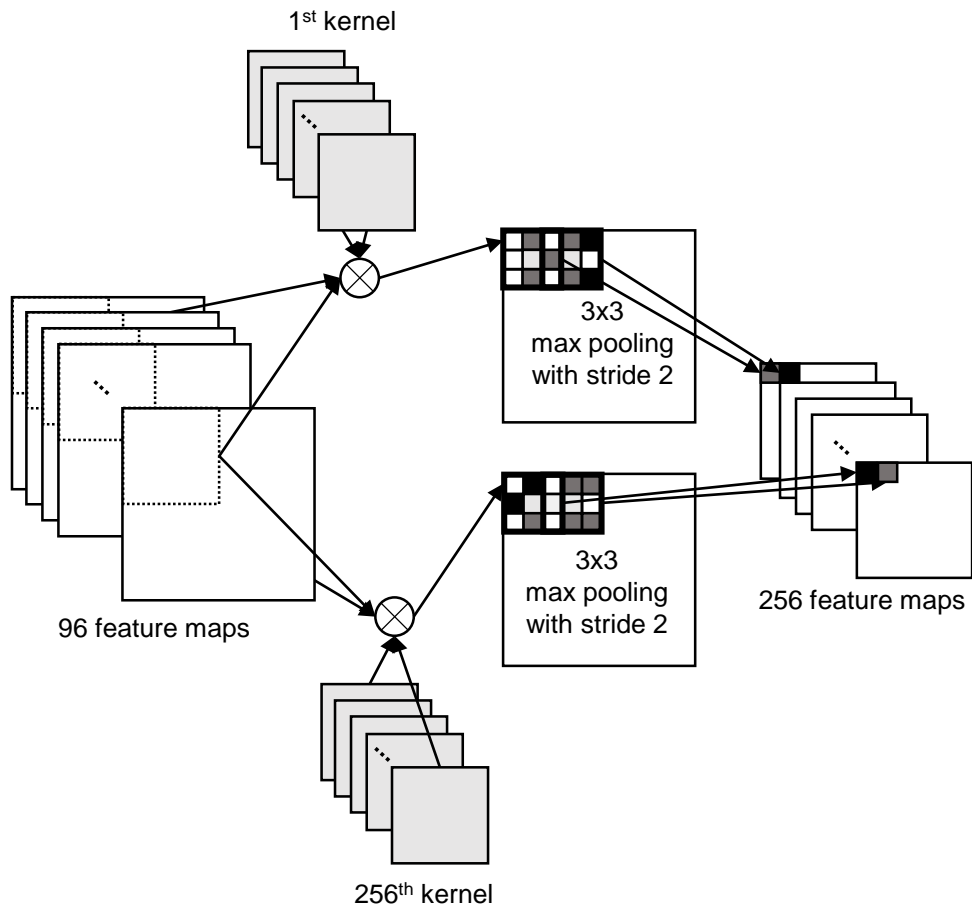 1st kernel
3x3
max pooling
with stride 2
3x3
max pooling
with stride 2
96 feature maps
256 feature maps
256th kernel